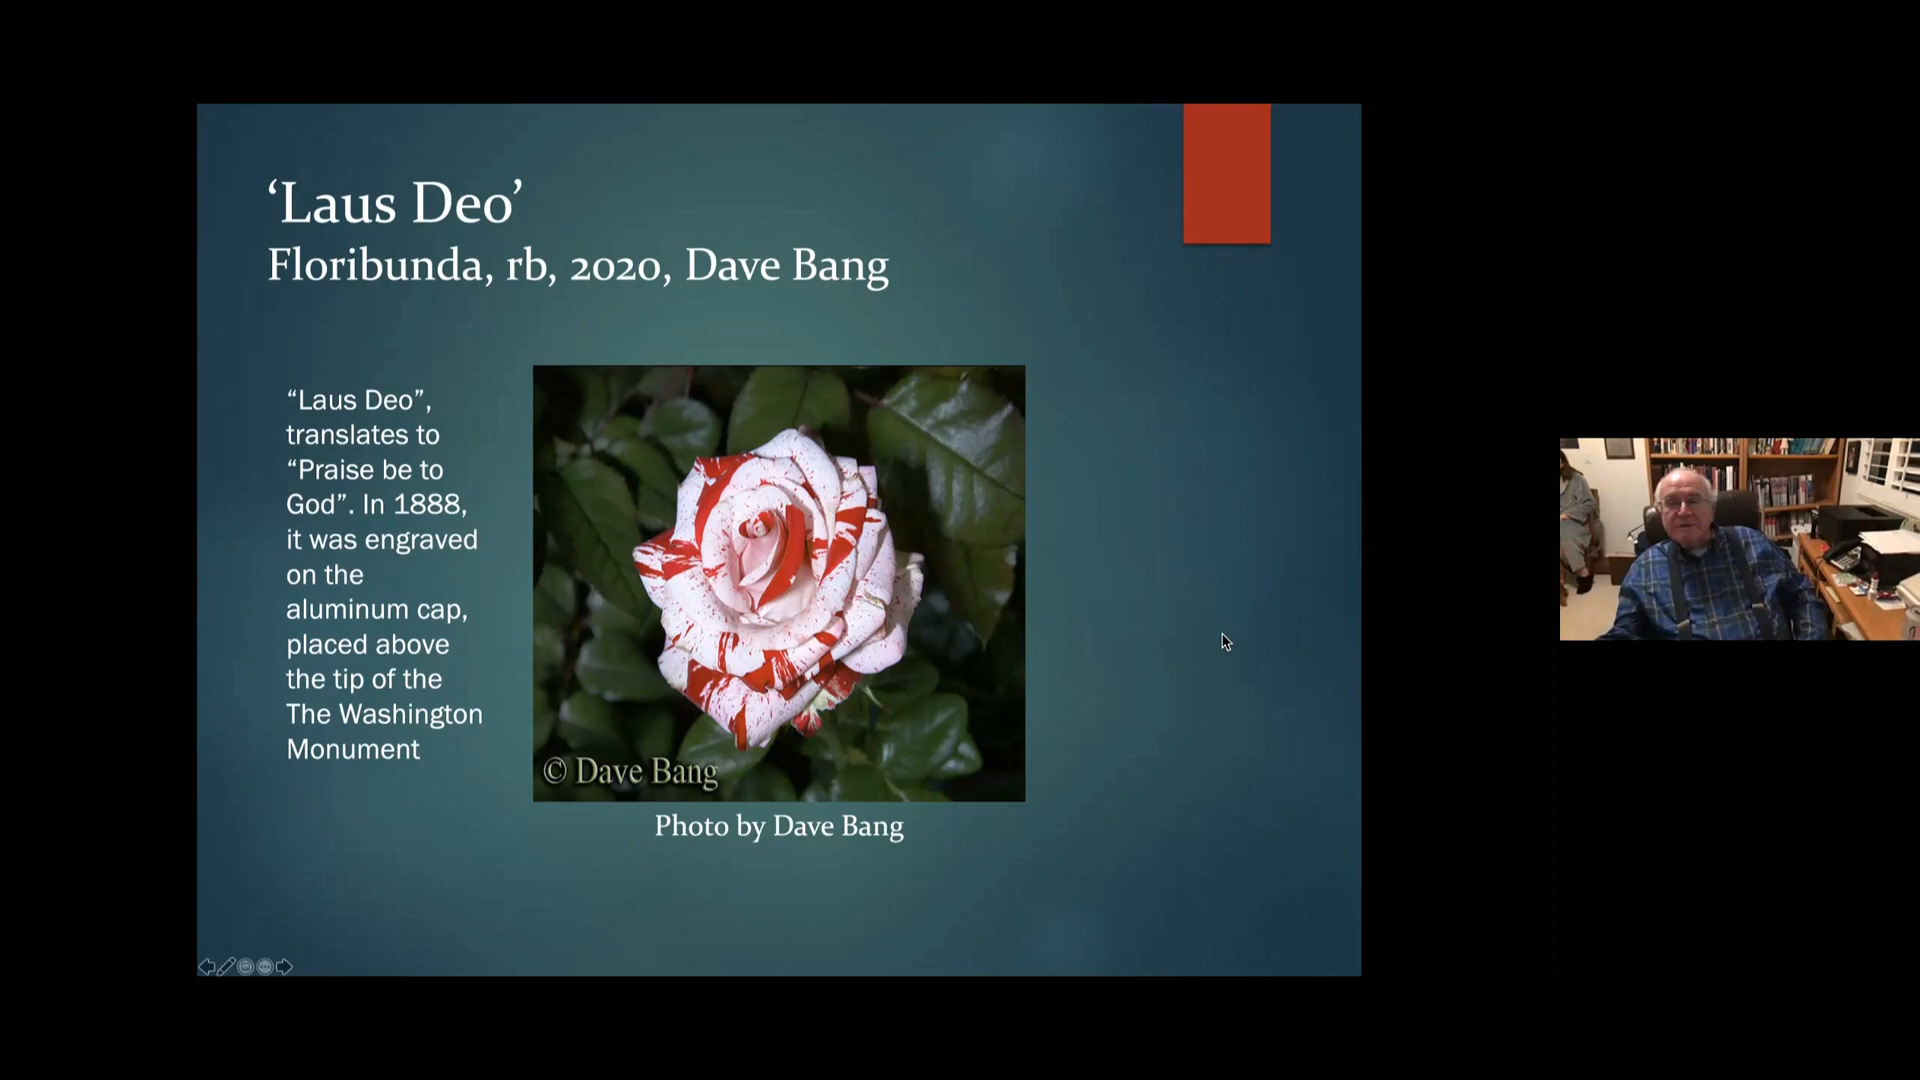 ‘Laus Deo’
Floribunda, rb, 2020, Dave Bang
“Laus Deo”,
translates to
“Praise be to
God”. In 1888,
it was engraved
on the
aluminum cap,
placed above
the tip of the
The Washington
Monument
© Dave Bang
Photo by Dave Bang